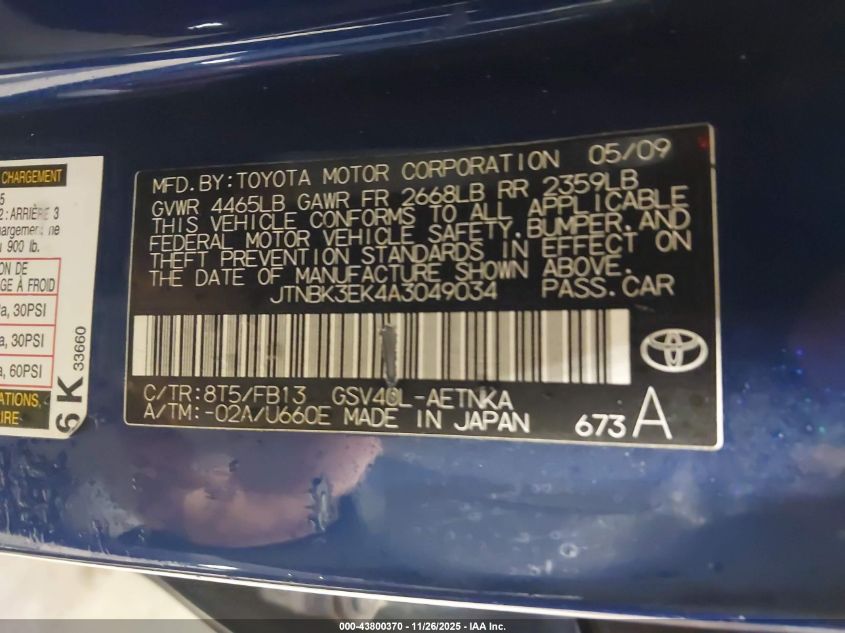 CHARGEMENT
5
2: ARRIÈRE 3
chargement ne
900 lb.
ION DE
GE À FROID
a, 30PSI
a, 30PSI
a, 60PSI
ATIONS,
IRE
6K 33660
MFD. BY: TOYOTA MOTOR CORPORATION 05/09
GVWR 4465LB GAWR FR 2668LB RR 2359LB
THIS VEHICLE CONFORMS TO ALL APPLICABLE
FEDERAL MOTOR VEHICLE SAFETY, BUMPER, AND
THEFT PREVENTION STANDARDS IN EFFECT ON
THE DATE OF MANUFACTURE SHOWN ABOVE.
JTNBK3EK4A3049034 PASS. CAR
C/TR: 8T5/FB13 GSV40L-AETNKA
A/TM: -02A/U660E MADE IN JAPAN
673 A
000-43800370 - 11/26/2025 - IAA Inc.